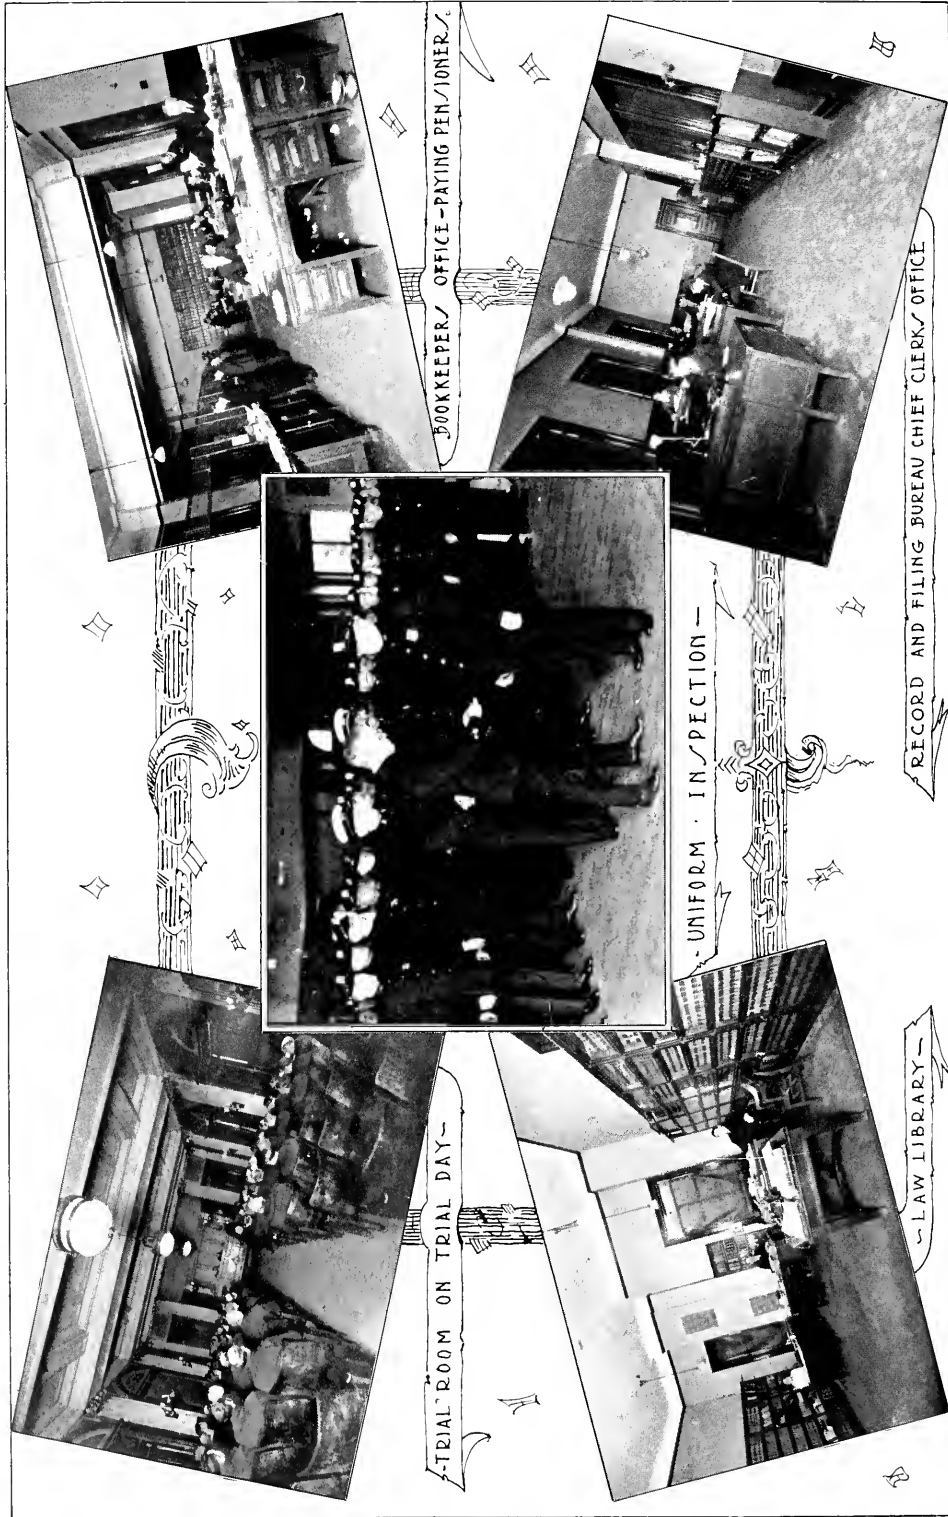 -TRIAL ROOM ON TRIAL DAY-
BOOKKEEPERS OFFICE-PAYING PENSIONERS.
-UNIFORM · INSPECTION-
-LAW LIBRARY-
RECORD AND FILING BUREAU CHIEF CLERKS OFFICE